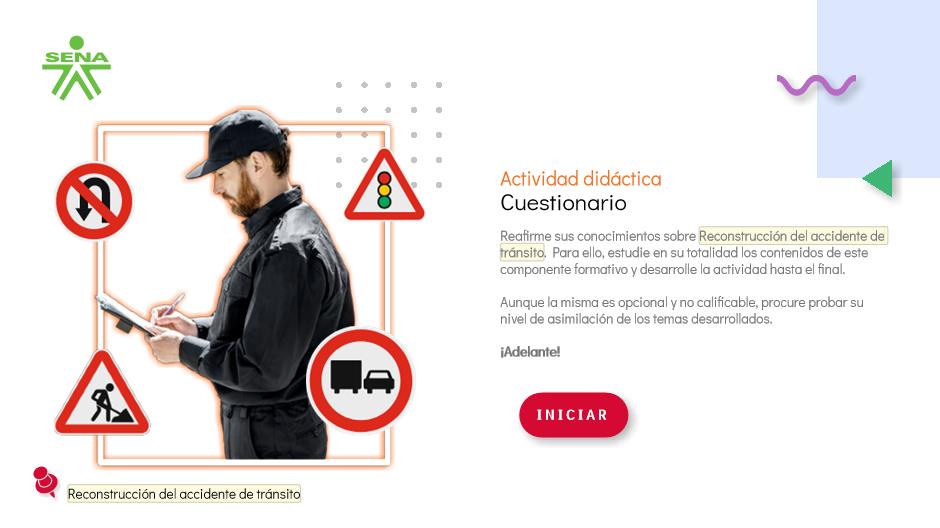 SENA
Actividad didáctica
Cuestionario
Reafirme sus conocimientos sobre Reconstrucción del accidente de
tránsito. Para ello, estudie en su totalidad los contenidos de este
componente formativo y desarrolle la actividad hasta el final.
Aunque la misma es opcional y no calificable, procure probar su
nivel de asimilación de los temas desarrollados.
¡Adelante!
INICIAR
Reconstrucción del accidente de tránsito